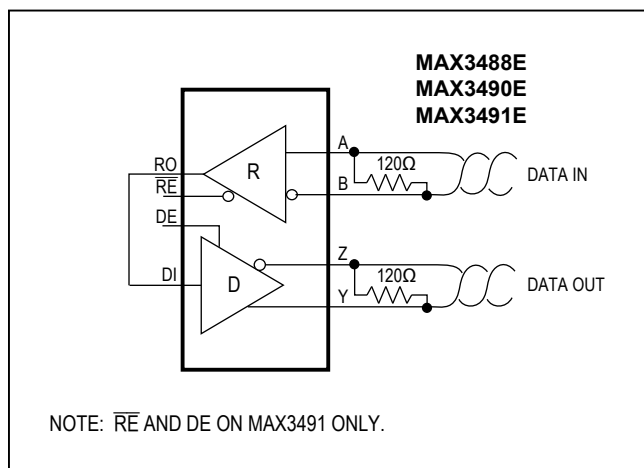 MAX3488E
MAX3490E
MAX3491E
A
120Ω
RO
R
DATA IN
RE
B
DE
Z
120Ω
DI
D
DATA OUT
Y
NOTE: RE AND DE ON MAX3491 ONLY.